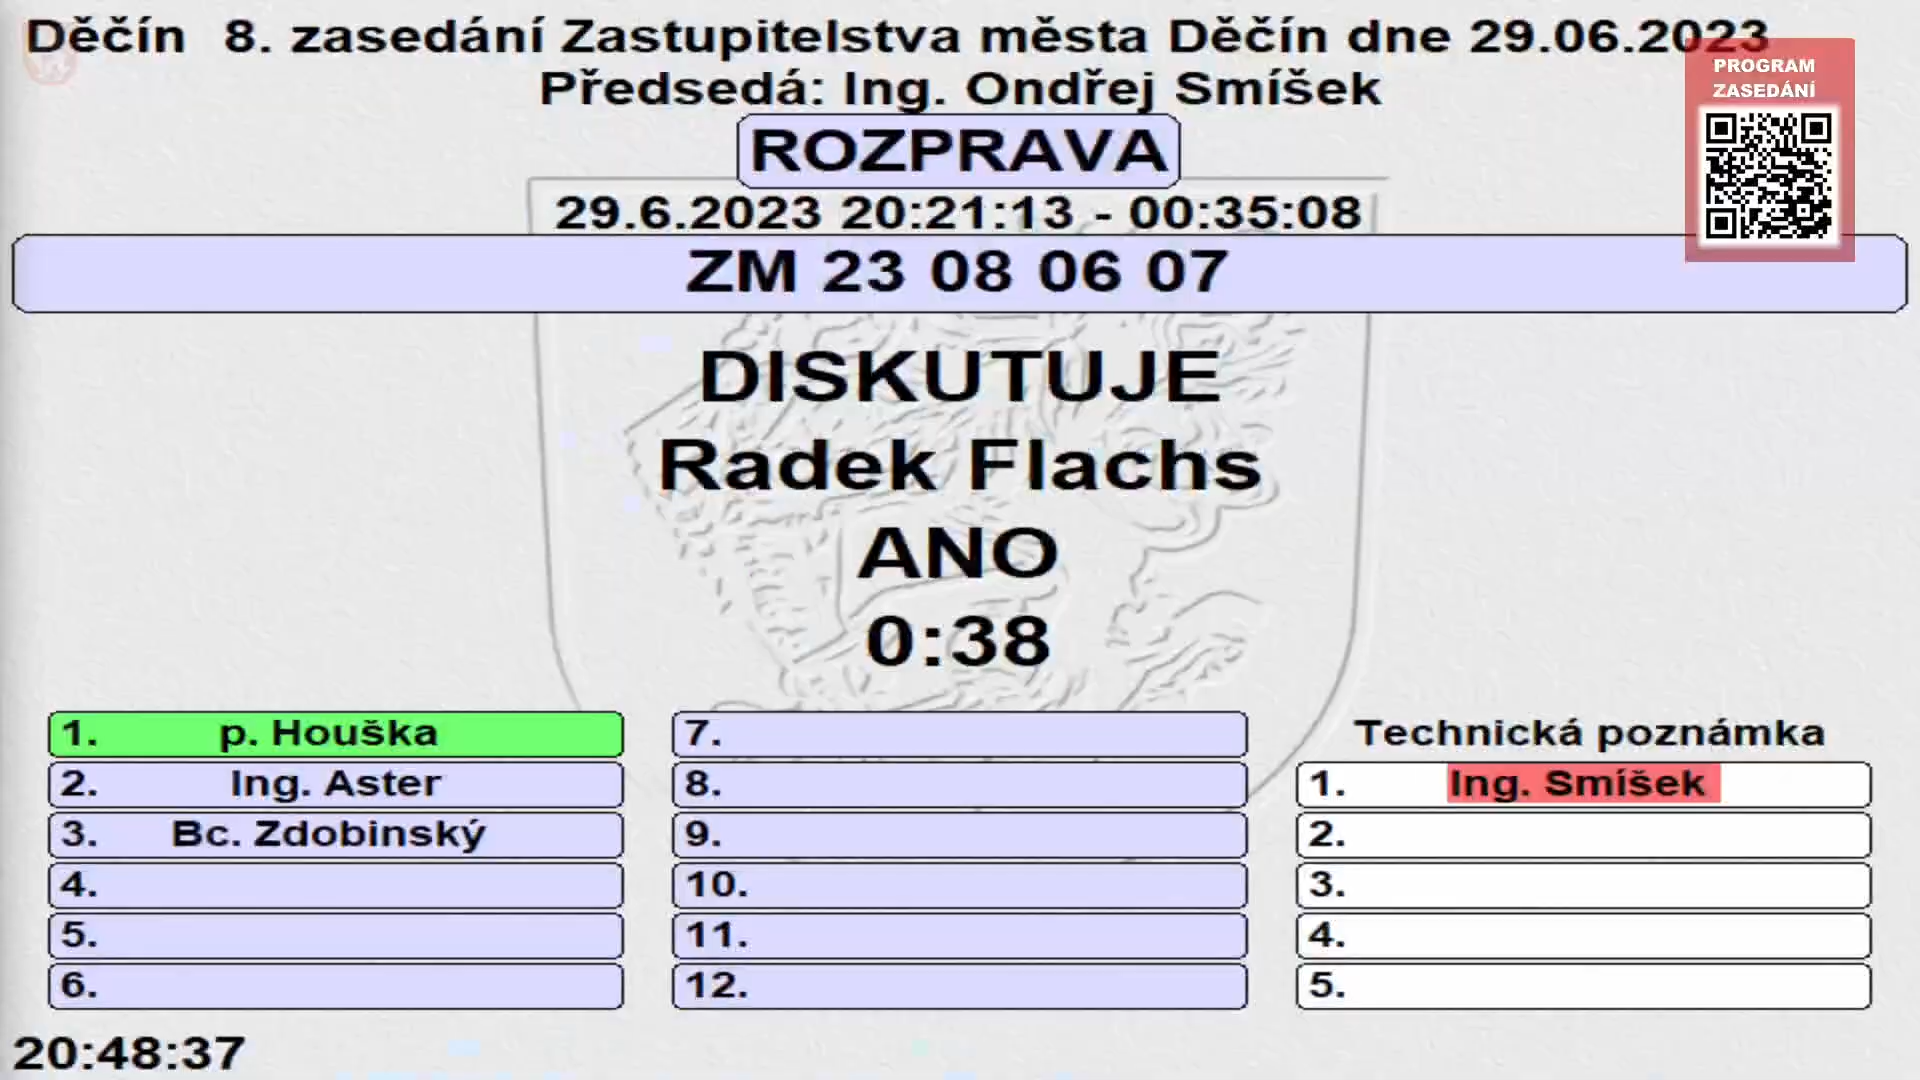 Děčín 8. zasedání Zastupitelstva města Děčín dne 29.06.2023
Předsedá: Ing. Ondřej Smíšek
PROGRAM
ZASEDÁNÍ
ROZPRAVA
29.6.2023 20:21:13 - 00:35:08
ZM 23 08 06 07
DISKUTUJE
Radek Flachs
ANO
0:38
1. p. Houška
2. Ing. Aster
3. Bc. Zdobinský
4.
5.
6.
7.
8.
9.
10.
11.
12.
Technická poznámka
1. Ing. Smíšek
2.
3.
4.
5.
20:48:37